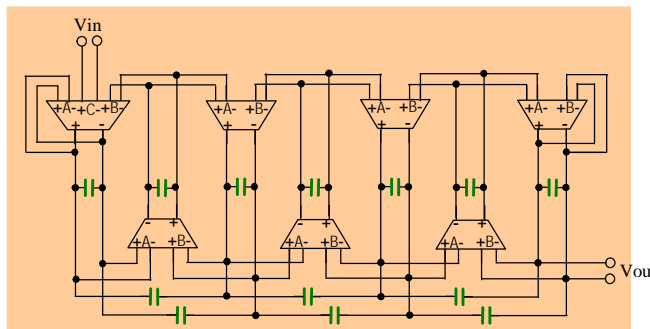 Vin
+A- +C- +B-
+ -
+A- +B-
+ -
+A- +B-
+ -
+A- +B-
+ -
- +
+A- +B-
- +
+A- +B-
- +
+A- +B-
Vou